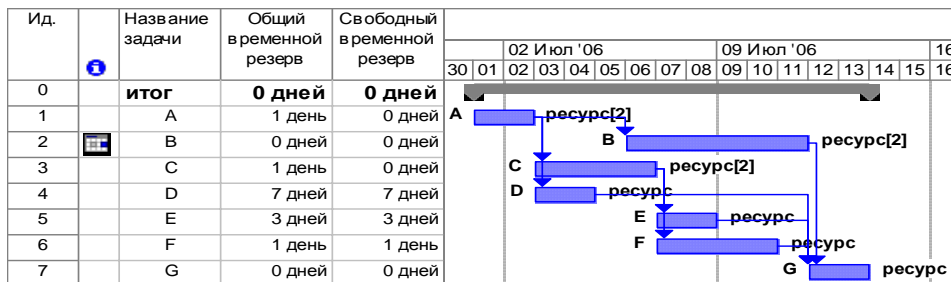 Ид. Название задачи Общий временной резерв Свободный временной резерв 02 Июл '06 09 Июл '06 16
30 01 02 03 04 05 06 07 08 09 10 11 12 13 14 15 16
0 итог 0 дней 0 дней
1 A 1 день 0 дней A ресурс[2]
2 B 0 дней 0 дней B ресурс[2]
3 C 1 день 0 дней C ресурс[2]
4 D 7 дней 7 дней D ресурс
5 E 3 дней 3 дней E ресурс
6 F 1 день 1 день F ресурс
7 G 0 дней 0 дней G ресурс